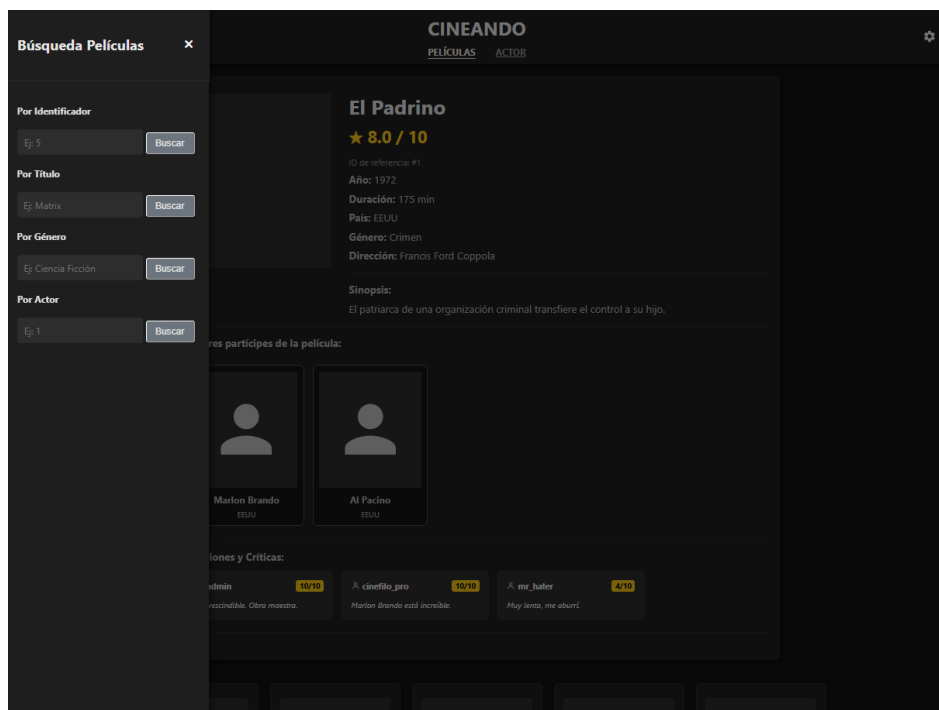 Búsqueda Películas ×
Por Identificador
Ej: 5 Buscar
Por Título
Ej: Matrix Buscar
Por Género
Ej: Ciencia Ficción Buscar
Por Actor
Ej: 1 Buscar
CINEANDO
PELÍCULAS ACTOR
El Padrino
★ 8.0 / 10
ID de referencia: #1
Año: 1972
Duración: 175 min
País: EEUU
Género: Crimen
Dirección: Francis Ford Coppola
Sinopsis:
El patriarca de una organización criminal transfiere el control a su hijo.
res partícipes de la película:
Marlon Brando
EEUU
Al Pacino
EEUU
iones y Críticas:
admin 10/10
rescindible. Obra maestra.
cinefilo_pro 10/10
Marlon Brando está increíble.
mr_hater 4/10
Muy lenta, me aburrí.